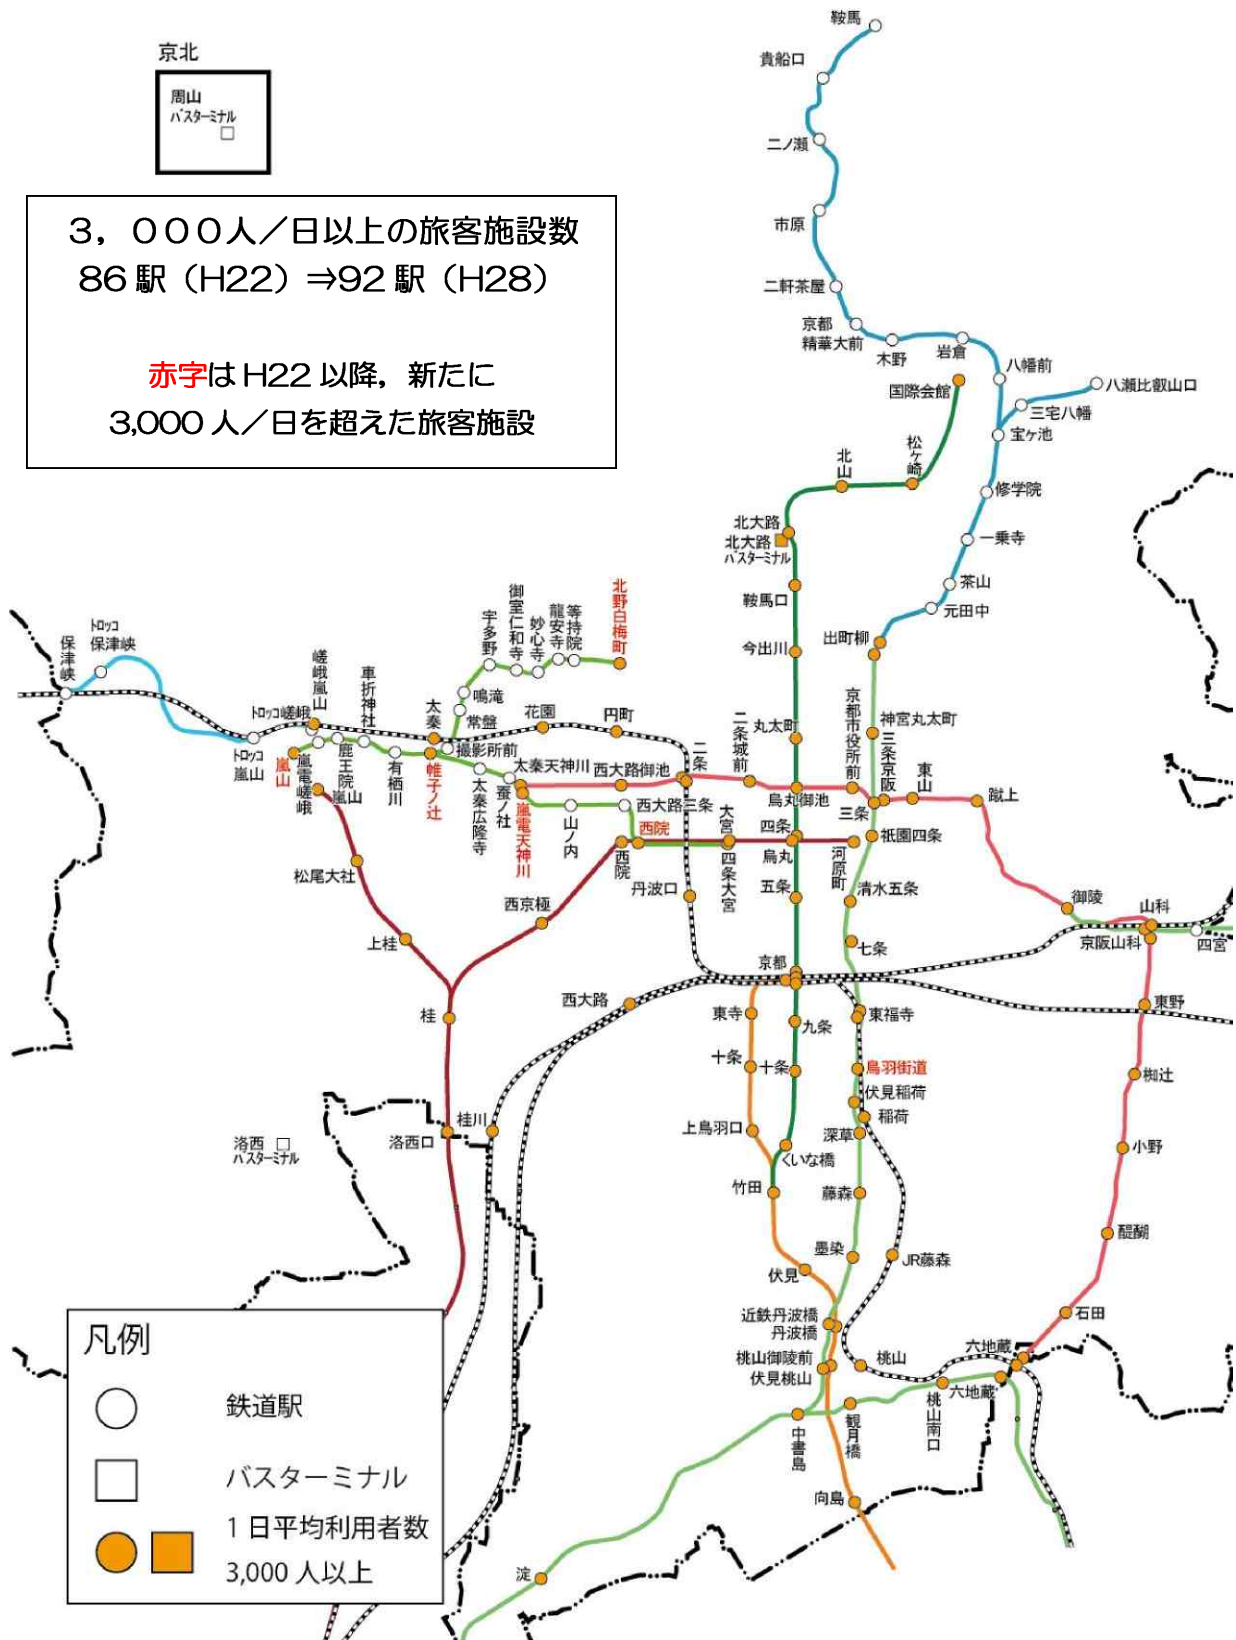 京北
周山
バスターミナル
3，000人／日以上の旅客施設数
86駅（H22）⇒92駅（H28）
赤字はH22以降，新たに
3,000人／日を超えた旅客施設
鞍馬
貴船口
二ノ瀬
市原
二軒茶屋
京都
精華大前
木野
岩倉
八幡前
八瀬比叡山口
三宅八幡
宝ヶ池
国際会館
松ヶ崎
北山
修学院
一乗寺
茶山
元田中
出町柳
北大路
北大路
バスターミナル
鞍馬口
今出川
丸太町
神宮丸太町
京都市役所前
三条京阪
東山
蹴上
三条
烏丸御池
二条城前
二条
西大路御池
太秦天神川
保津峡
トロッコ
保津峡
トロッコ嵯峨
トロッコ
嵐山
嵯峨嵐山
嵐山
嵐電嵯峨
鹿王院
嵐山
車折神社
有栖川
太秦
帷子ノ辻
撮影所前
常盤
鳴滝
宇多野
御室仁和寺
妙心寺
龍安寺
等持院
北野白梅町
花園
円町
太秦広隆寺
蚕ノ社
嵐電天神川
山ノ内
西大路三条
西院
西院
大宮
四条大宮
四条
烏丸
河原町
祇園四条
清水五条
五条
七条
丹波口
西京極
松尾大社
上桂
桂
西大路
京都
御陵
山科
京阪山科
四宮
東野
椥辻
小野
醍醐
石田
六地蔵
六地蔵
東寺
九条
十条
十条
上鳥羽口
くいな橋
竹田
東福寺
鳥羽街道
伏見稲荷
稲荷
深草
藤森
墨染
JR藤森
伏見
近鉄丹波橋
丹波橋
桃山御陵前
伏見桃山
桃山
桃山南口
観月橋
中書島
向島
淀
桂川
洛西口
洛西
バスターミナル
凡例
鉄道駅
バスターミナル
1日平均利用者数
3,000人以上